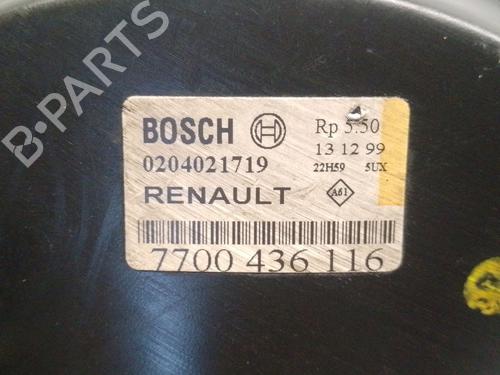 B-PARTS
BOSCH Rp 5.50
0204021719 13 12 99
22H59 5UX
RENAULT A61
7700 436 116